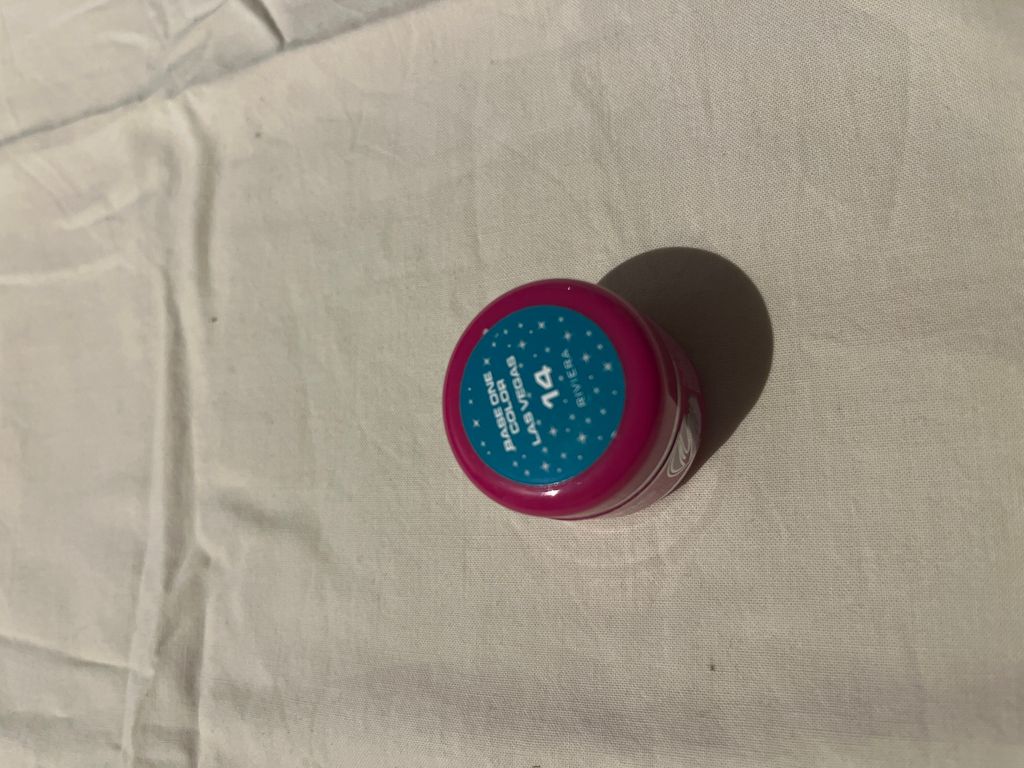 BASE ONE
COLOR
LAS VEGAS
14
RIVIERA